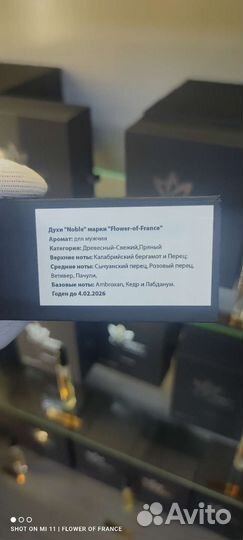 Духи "Noble" марки "Flower-of-France"
Аромат: для мужчин
Категория: Древесный-Свежий,Пряный
Верхние ноты: Калабрийский бергамот и Перец;
Средние ноты: Сычуаньский перец, Розовый перец,
Ветивер, Пачули,
Базовые ноты: Ambroxan, Кедр и Лабданум.
Годен до 4.02.2026
SHOT ON MI 11 | FLOWER OF FRANCE
Avito